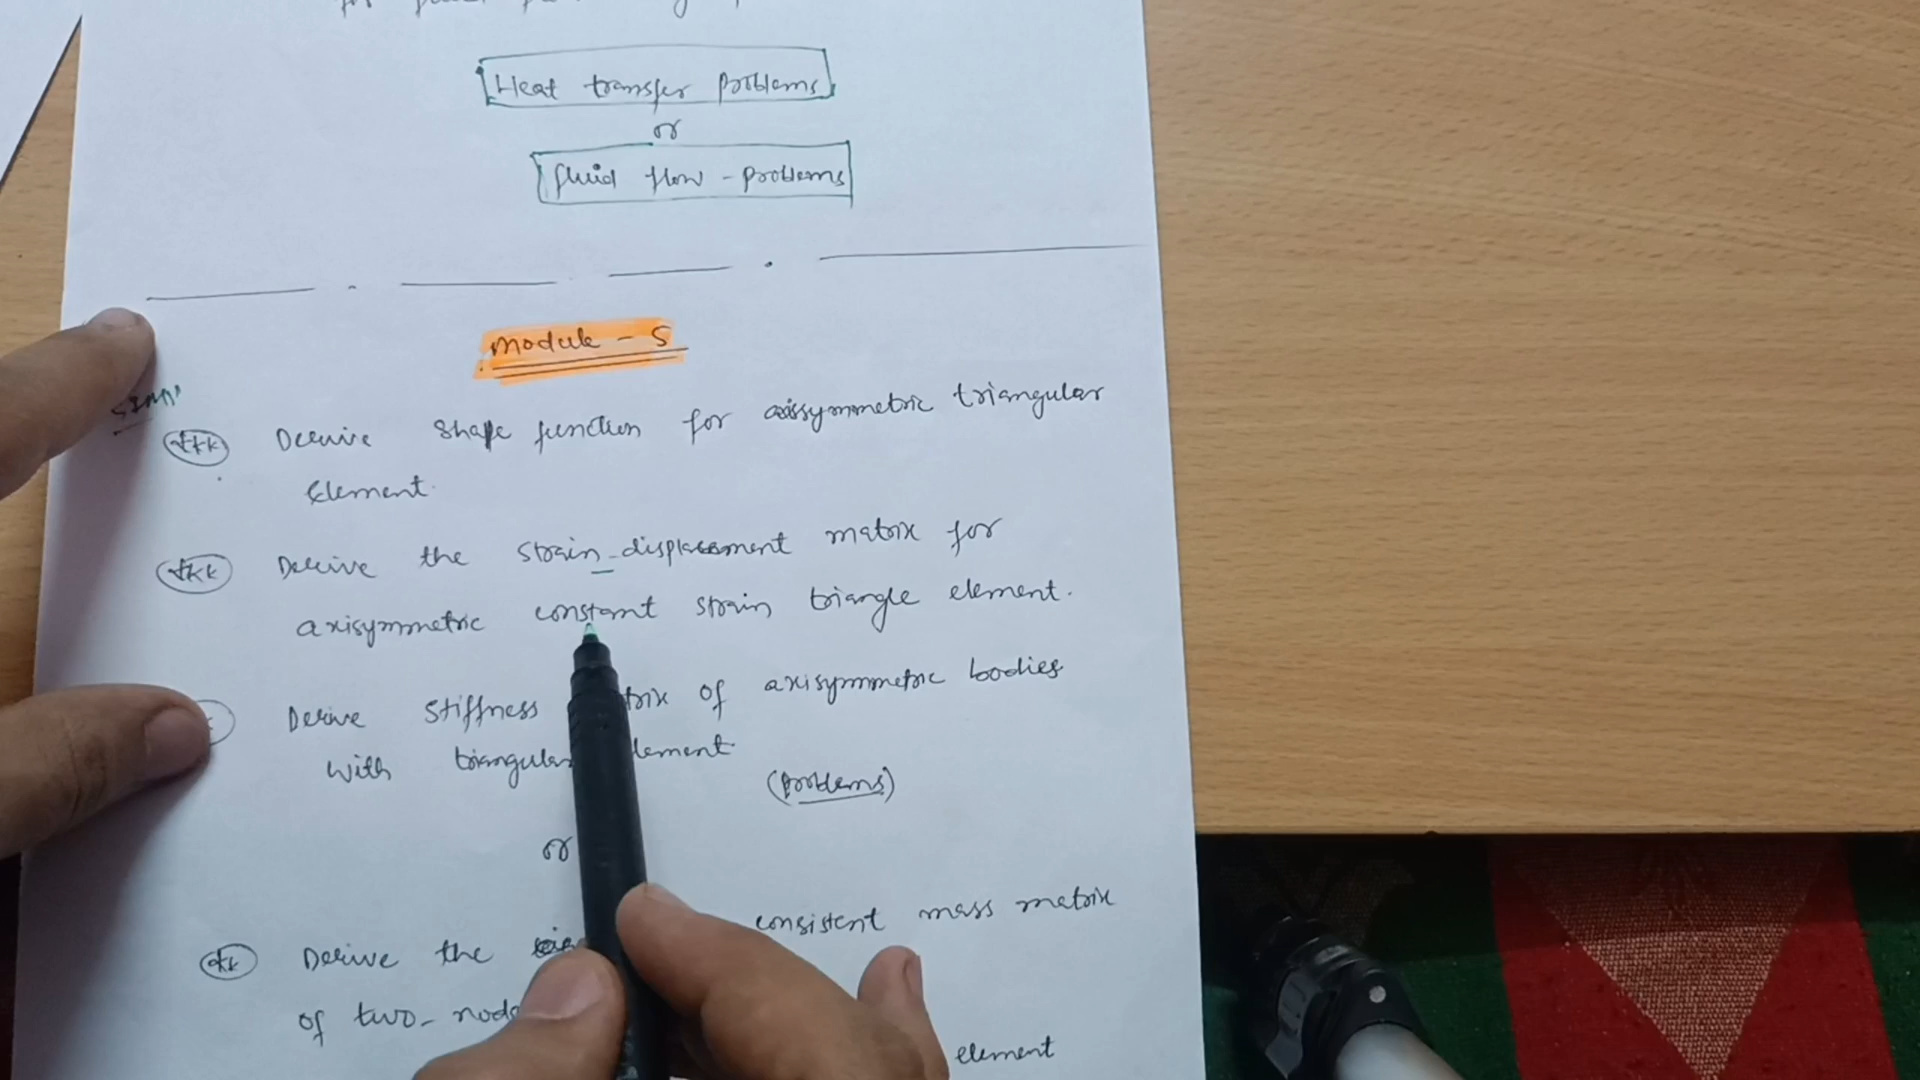 Heat transfer problems
or
fluid flow - problems
module - 5
Derive shape function for axissymmetric triangular
Element.
Derive the strain-displacement matrix for
axisymmetric constant strain triangle element.
Derive stiffness of axisymmetric bodies
with triangular
(problems)
or
Derive the consistent mass matrix
of two-
element